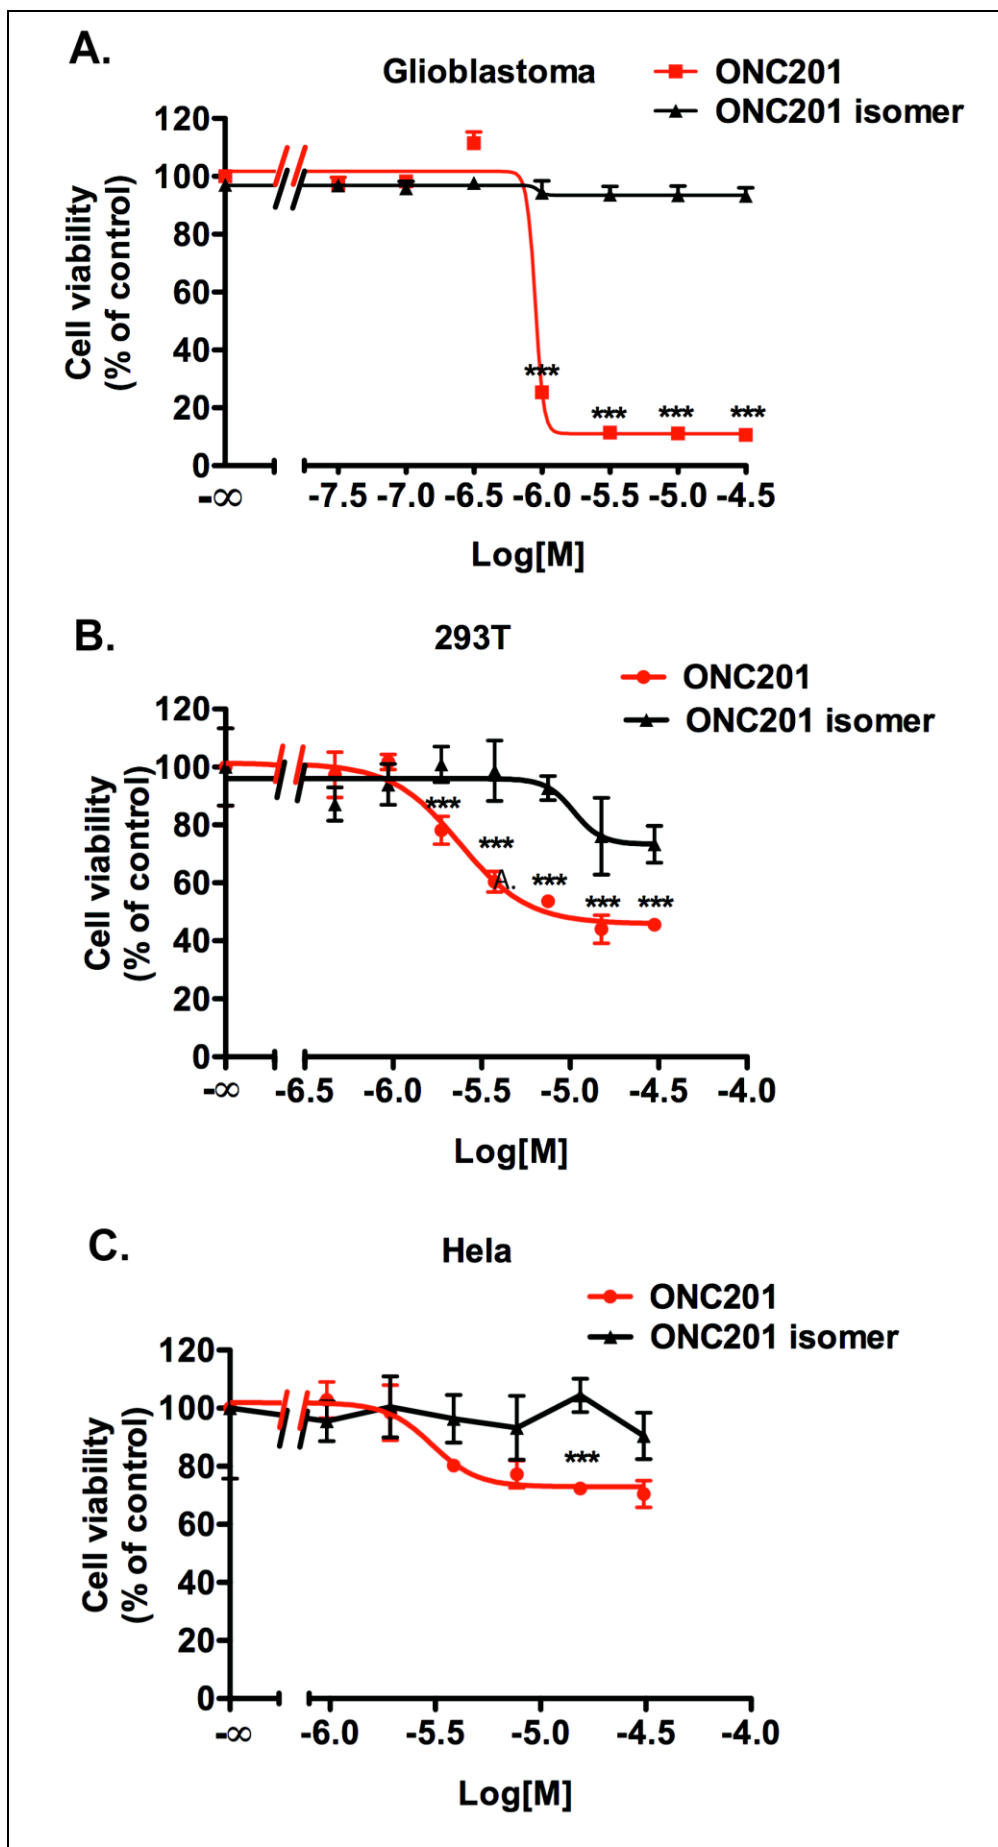 A.
Glioblastoma
ONC201
ONC201 isomer
Cell viability
(% of control)
120
100
80
60
40
20
0
***
*** *** ***
-∞ -7.5 -7.0 -6.5 -6.0 -5.5 -5.0 -4.5
Log[M]
B.
293T
ONC201
ONC201 isomer
Cell viability
(% of control)
120
100
80
60
40
20
0
***
***
A.
***
*** ***
-∞ -6.5 -6.0 -5.5 -5.0 -4.5 -4.0
Log[M]
C.
Hela
ONC201
ONC201 isomer
Cell viability
(% of control)
120
100
80
60
40
20
0
***
-∞ -6.0 -5.5 -5.0 -4.5 -4.0
Log[M]